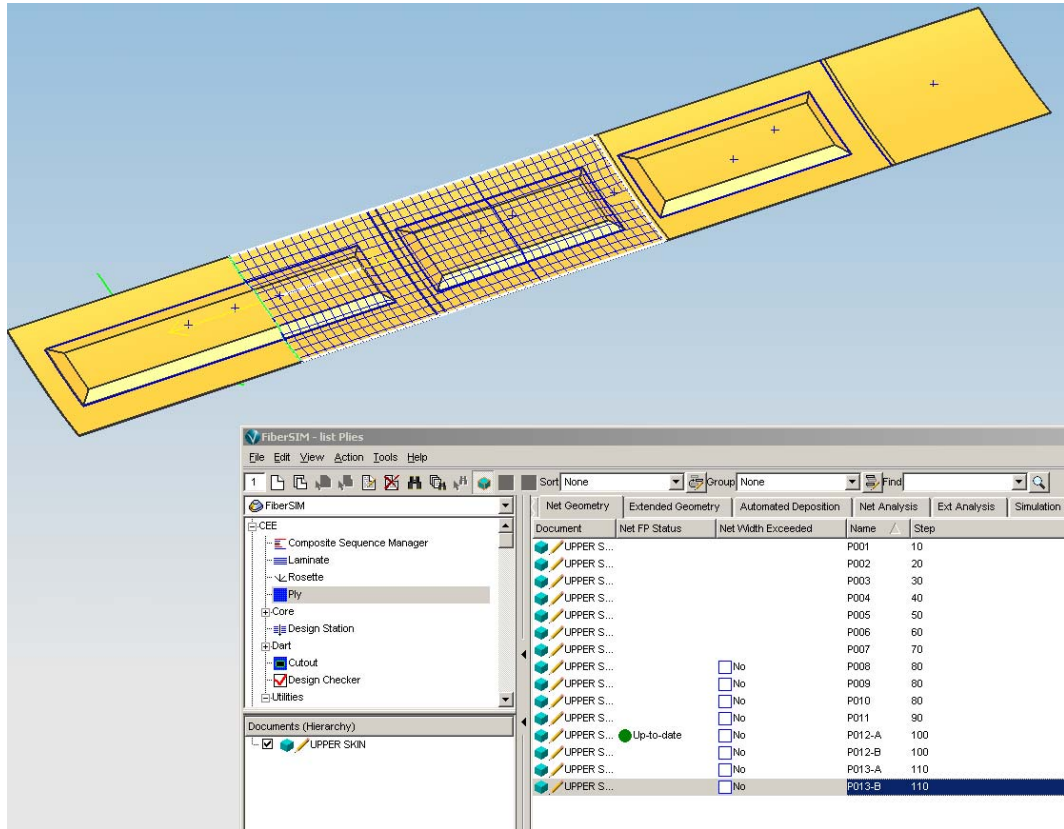 FiberSIM - list Plies
File Edit View Action Tools Help
1 Sort None Group None Find
FiberSIM
Net Geometry Extended Geometry Automated Deposition Net Analysis Ext Analysis Simulation
CEE
Composite Sequence Manager
Laminate
Rosette
Ply
Core
Design Station
Dart
Cutout
Design Checker
Utilities
Documents (Hierarchy)
UPPER SKIN
Document Net FP Status Net Width Exceeded Name Step
UPPER S... P001 10
UPPER S... P002 20
UPPER S... P003 30
UPPER S... P004 40
UPPER S... P005 50
UPPER S... P006 60
UPPER S... P007 70
UPPER S... No P008 80
UPPER S... No P009 80
UPPER S... No P010 80
UPPER S... No P011 90
UPPER S... Up-to-date No P012-A 100
UPPER S... No P012-B 100
UPPER S... No P013-A 110
UPPER S... No P013-B 110